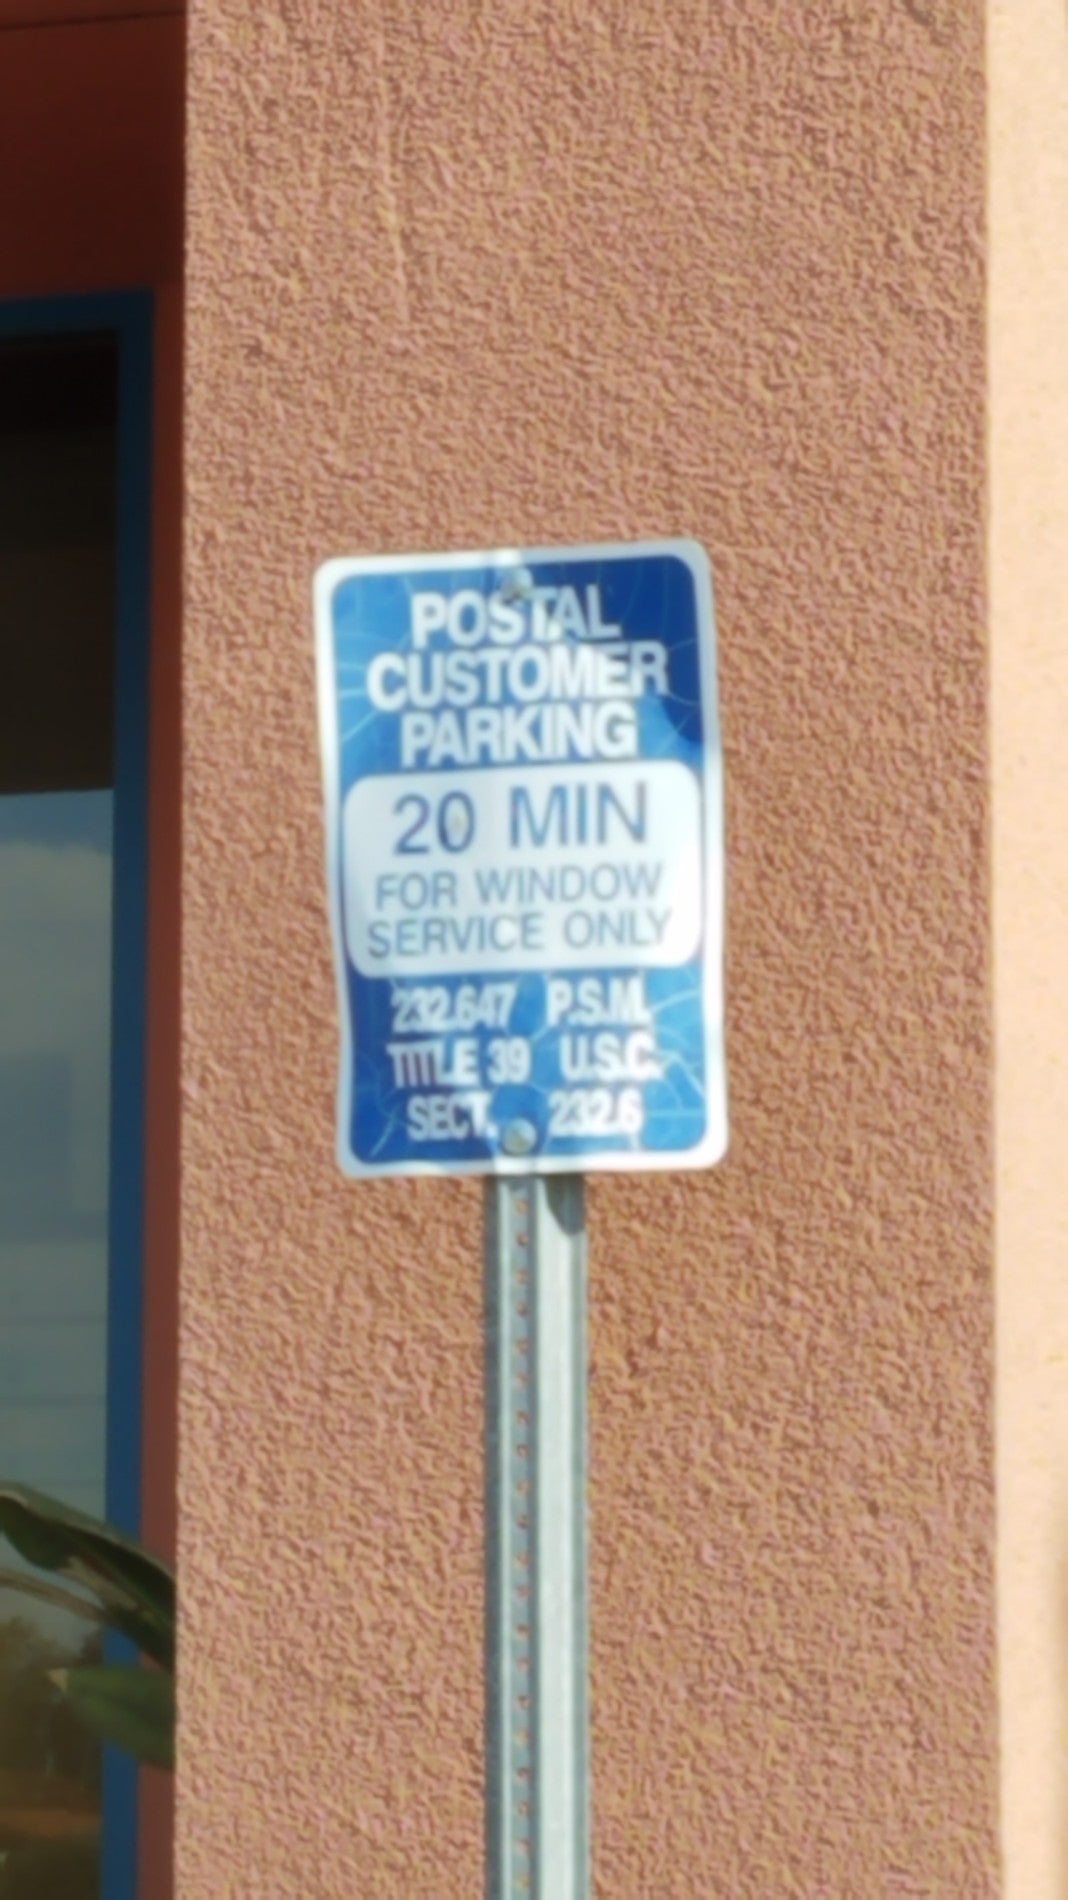 POSTAL
CUSTOMER
PARKING
20 MIN
FOR WINDOW
SERVICE ONLY
232.647 P.S.M.
TITLE 39 U.S.C.
SECT. 232.6